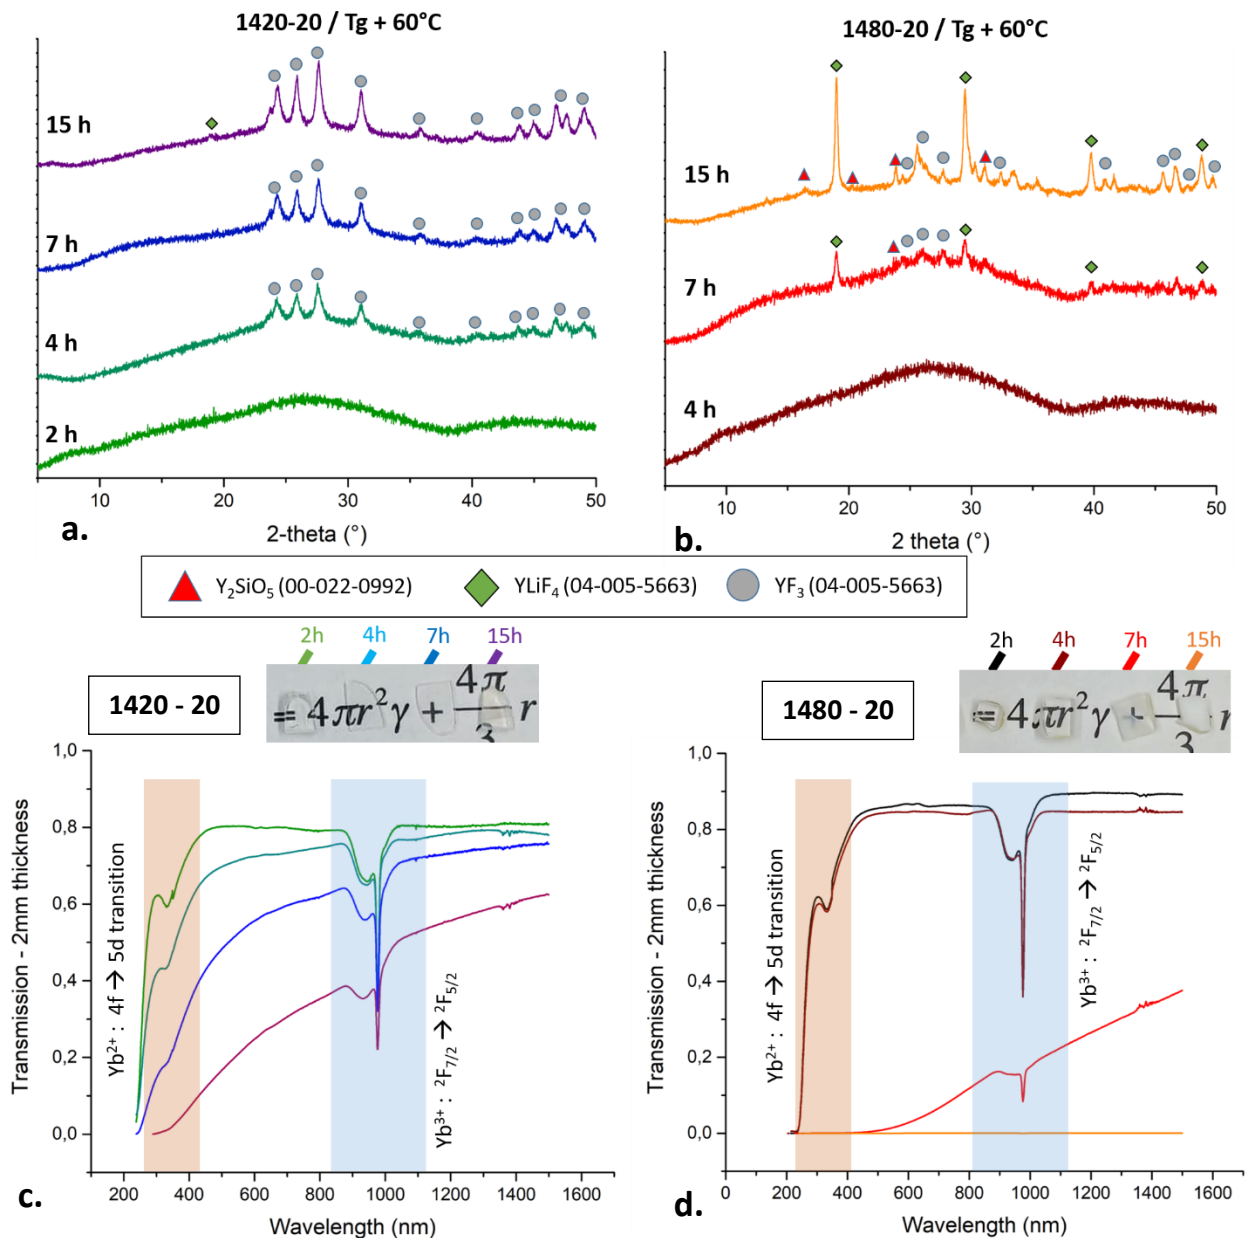 1420-20 / Tg + 60°C
15 h
7 h
4 h
2 h
10 20 30 40 50
2-theta (°)
a.
1480-20 / Tg + 60°C
15 h
7 h
4 h
10 20 30 40 50
2 theta (°)
b.
Y₂SiO₅ (00-022-0992) YLiF₄ (04-005-5663) YF₃ (04-005-5663)
2h 4h 7h 15h
1420 - 20
= 4πr²γ + 4π/3 r
1,0
0,8
0,6
0,4
0,2
0,0
Transmission - 2mm thickness
Yb²⁺ : 4f → 5d transition
Yb³⁺ : ²F₇/₂ → ²F₅/₂
200 400 600 800 1000 1200 1400 1600
Wavelength (nm)
c.
2h 4h 7h 15h
1480 - 20
= 4πr²γ + 4π/3 r
1,0
0,8
0,6
0,4
0,2
0,0
Transmission - 2mm thickness
Yb²⁺ : 4f → 5d transition
Yb³⁺ : ²F₇/₂ → ²F₅/₂
0 200 400 600 800 1000 1200 1400 1600
Wavelength (nm)
d.